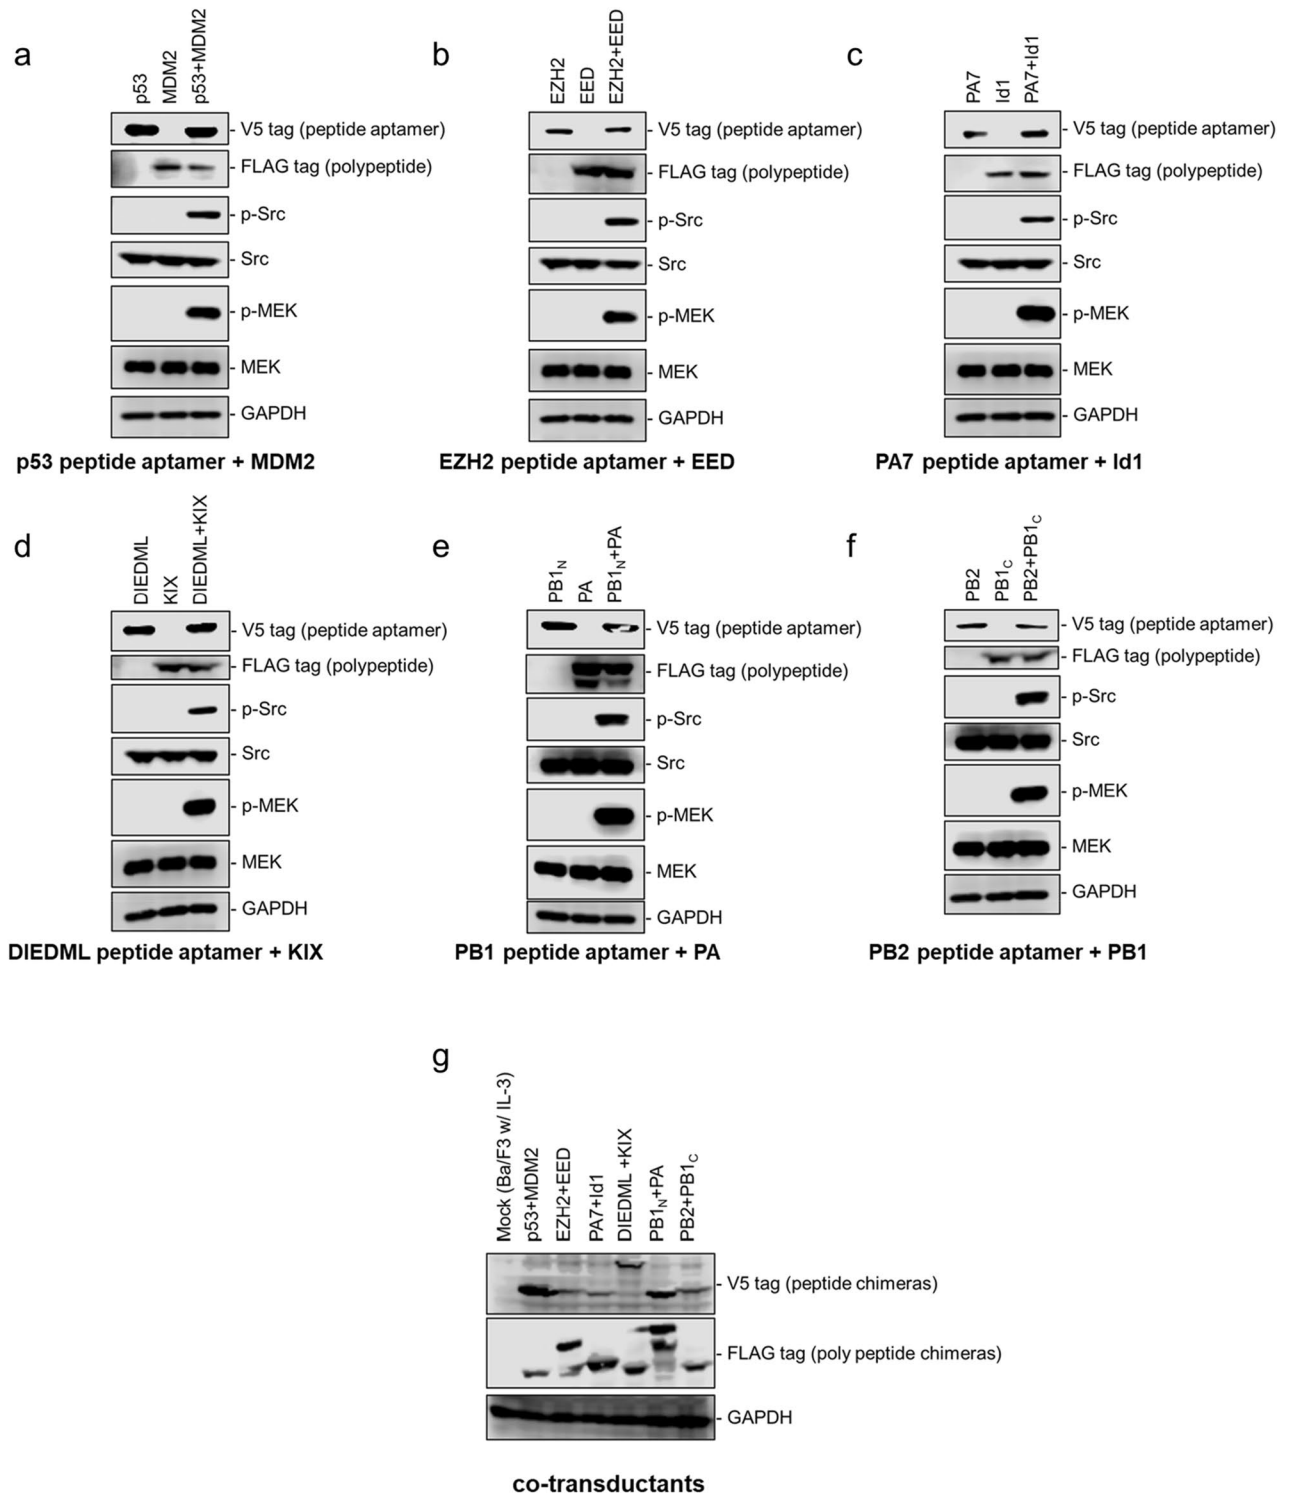 a
p53
MDM2
p53+MDM2
- V5 tag (peptide aptamer)
- FLAG tag (polypeptide)
- p-Src
- Src
- p-MEK
- MEK
- GAPDH
p53 peptide aptamer + MDM2
b
EZH2
EED
EZH2+EED
- V5 tag (peptide aptamer)
- FLAG tag (polypeptide)
- p-Src
- Src
- p-MEK
- MEK
- GAPDH
EZH2 peptide aptamer + EED
c
PA7
Id1
PA7+Id1
- V5 tag (peptide aptamer)
- FLAG tag (polypeptide)
- p-Src
- Src
- p-MEK
- MEK
- GAPDH
PA7 peptide aptamer + Id1
d
DIEDML
KIX
DIEDML+KIX
- V5 tag (peptide aptamer)
- FLAG tag (polypeptide)
- p-Src
- Src
- p-MEK
- MEK
- GAPDH
DIEDML peptide aptamer + KIX
e
PB1N
PA
PB1N+PA
- V5 tag (peptide aptamer)
- FLAG tag (polypeptide)
- p-Src
- Src
- p-MEK
- MEK
- GAPDH
PB1 peptide aptamer + PA
f
PB2
PB1C
PB2+PB1C
- V5 tag (peptide aptamer)
- FLAG tag (polypeptide)
- p-Src
- Src
- p-MEK
- MEK
- GAPDH
PB2 peptide aptamer + PB1
g
Mock (Ba/F3 w/ IL-3)
p53+MDM2
EZH2+EED
PA7+Id1
DIEDML +KIX
PB1N+PA
PB2+PB1C
- V5 tag (peptide chimeras)
- FLAG tag (poly peptide chimeras)
- GAPDH
co-transductants